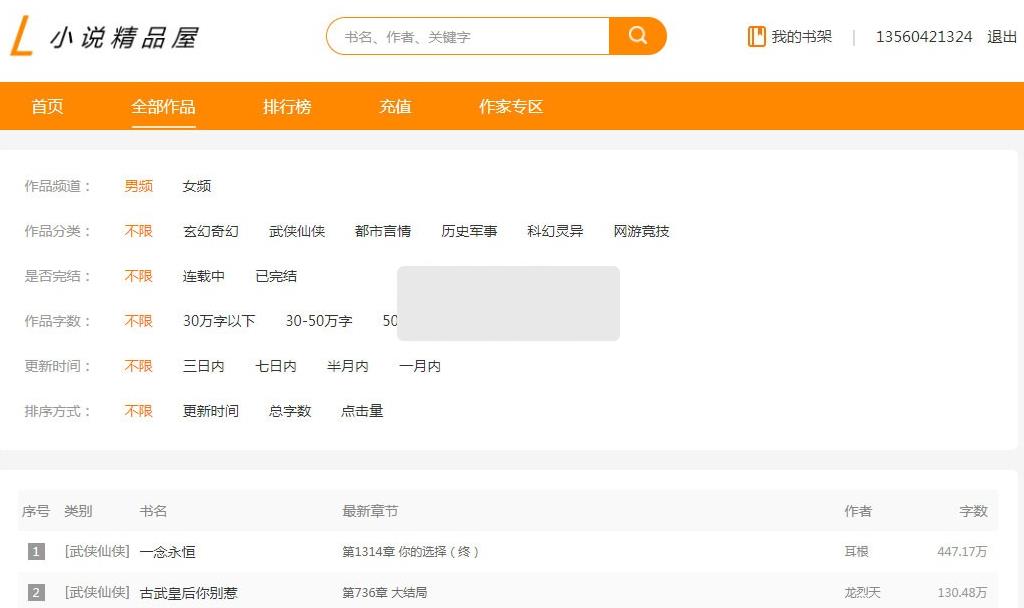 小说精品屋 书名、作者、关键字 我的书架 | 13560421324 退出
首页 全部作品 排行榜 充值 作家专区
作品频道： 男频 女频
作品分类： 不限 玄幻奇幻 武侠仙侠 都市言情 历史军事 科幻灵异 网游竞技
是否完结： 不限 连载中 已完结
作品字数： 不限 30万字以下 30-50万字 50
更新时间： 不限 三日内 七日内 半月内 一月内
排序方式： 不限 更新时间 总字数 点击量
序号 类别 书名 最新章节 作者 字数
1 [武侠仙侠] 一念永恒 第1314章 你的选择（终） 耳根 447.17万
2 [武侠仙侠] 古武皇后你别惹 第736章 大结局 龙烈天 130.48万